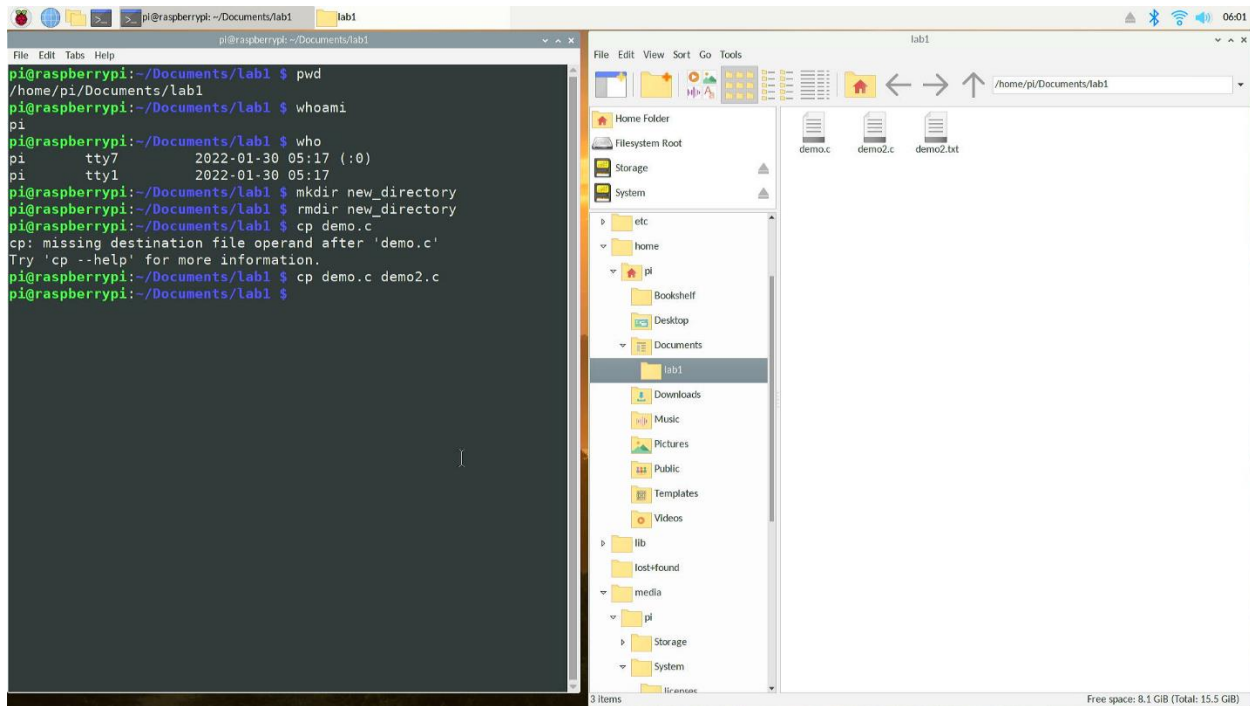 pi@raspberrypi: ~/Documents/lab1
lab1
06:01
pi@raspberrypi: ~/Documents/lab1
File Edit Tabs Help
pi@raspberrypi:~/Documents/lab1 $ pwd
/home/pi/Documents/lab1
pi@raspberrypi:~/Documents/lab1 $ whoami
pi
pi@raspberrypi:~/Documents/lab1 $ who
pi       tty7         2022-01-30 05:17 (:0)
pi       tty1         2022-01-30 05:17
pi@raspberrypi:~/Documents/lab1 $ mkdir new_directory
pi@raspberrypi:~/Documents/lab1 $ rmdir new_directory
pi@raspberrypi:~/Documents/lab1 $ cp demo.c
cp: missing destination file operand after 'demo.c'
Try 'cp --help' for more information.
pi@raspberrypi:~/Documents/lab1 $ cp demo.c demo2.c
pi@raspberrypi:~/Documents/lab1 $
lab1
File Edit View Sort Go Tools
/home/pi/Documents/lab1
Home Folder
Filesystem Root
Storage
System
etc
home
pi
Bookshelf
Desktop
Documents
lab1
Downloads
Music
Pictures
Public
Templates
Videos
lib
lost+found
media
pi
Storage
System
licenses
demo.c
demo2.c
demo2.txt
3 items
Free space: 8.1 GiB (Total: 15.5 GiB)